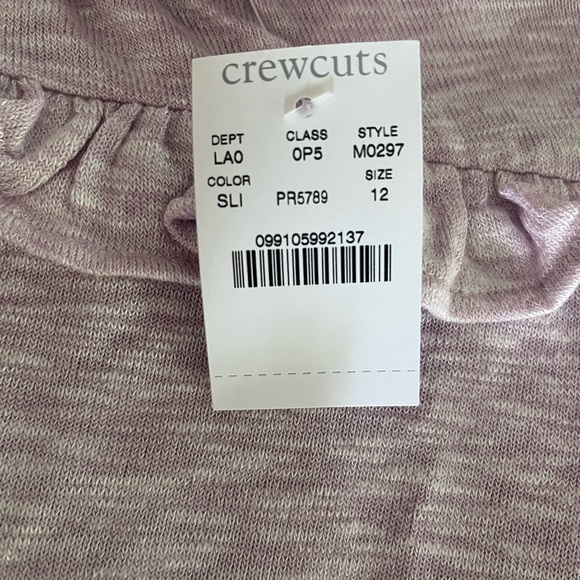 crewcuts
DEPT CLASS STYLE
LA0 0P5 M0297
COLOR SIZE
SLI PR5789 12
099105992137